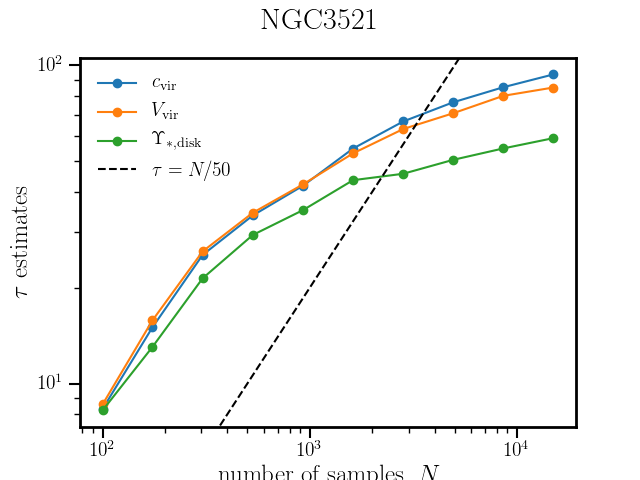 NGC3521
10²
c_vir
V_vir
ϒ_{*,disk}
τ = N/50
τ estimates
10¹
10² 10³ 10⁴
number of samples, N